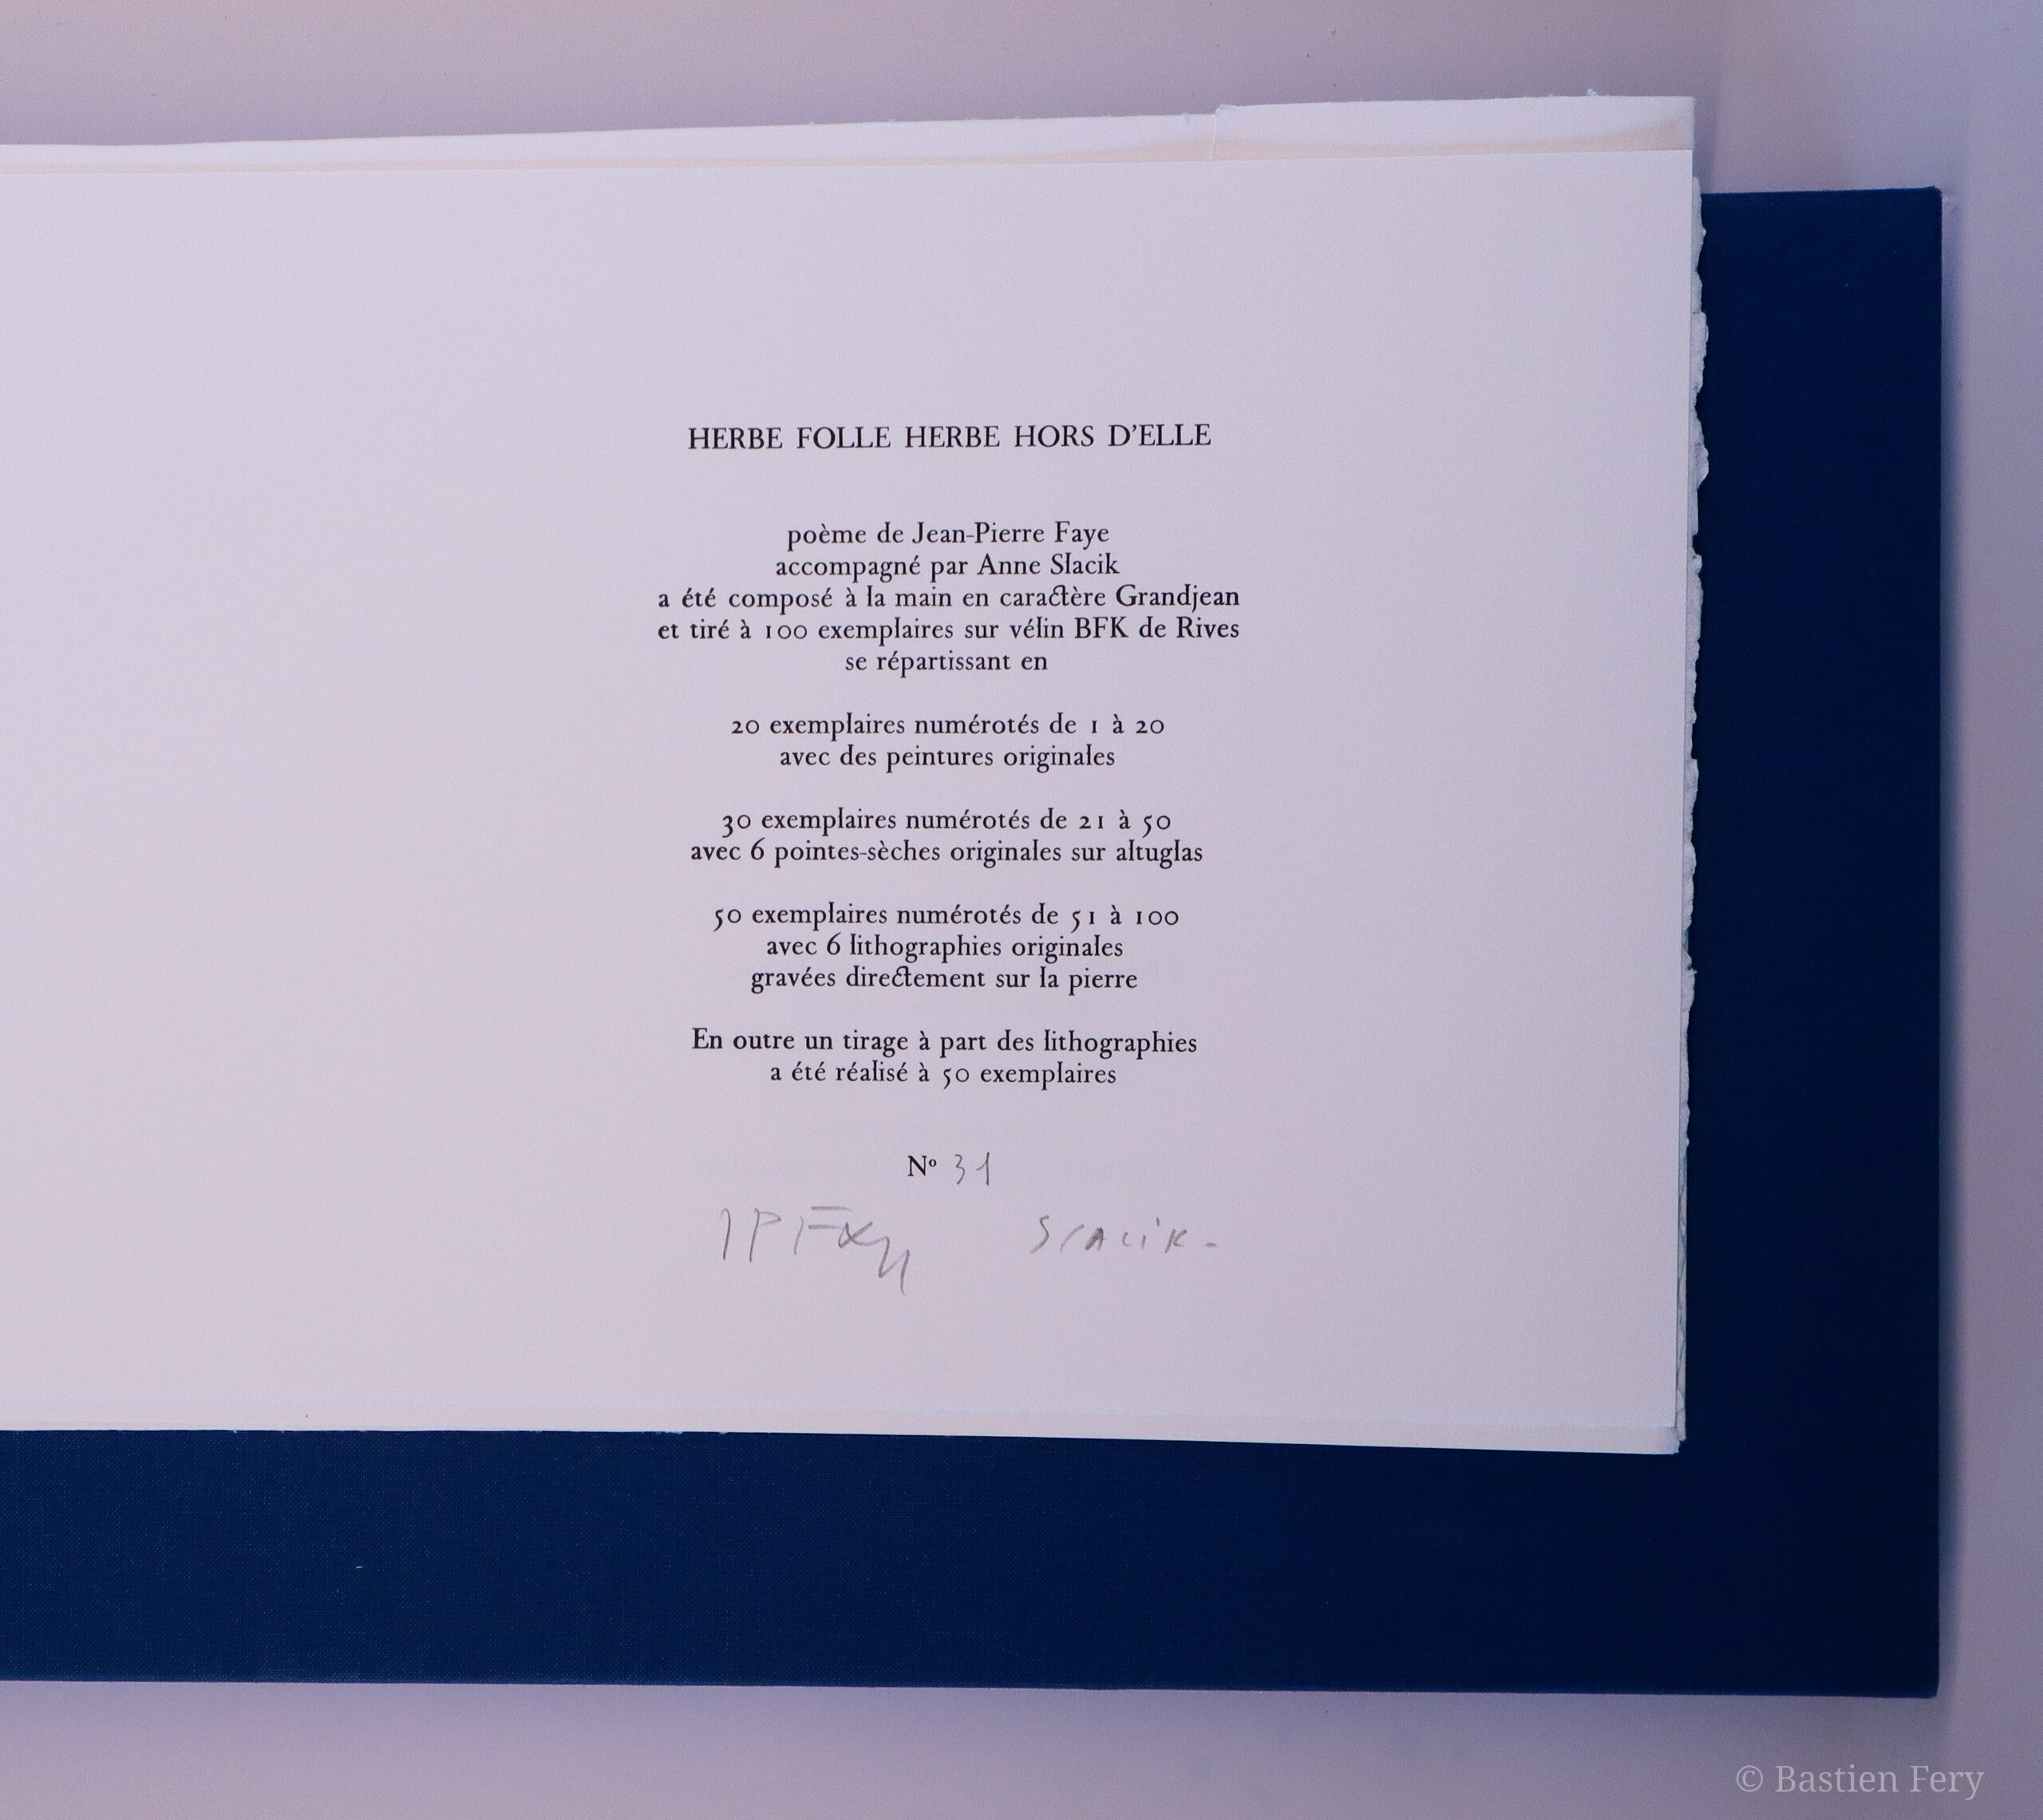 HERBE FOLLE HERBE HORS D'ELLE
poème de Jean-Pierre Faye
accompagné par Anne Slacik
a été composé à la main en caractère Grandjean
et tiré à 100 exemplaires sur vélin BFK de Rives
se répartissant en
20 exemplaires numérotés de 1 à 20
avec des peintures originales
30 exemplaires numérotés de 21 à 50
avec 6 pointes-sèches originales sur altuglas
50 exemplaires numérotés de 51 à 100
avec 6 lithographies originales
gravées directement sur la pierre
En outre un tirage à part des lithographies
a été réalisé à 50 exemplaires
Nº 31
JPFaye Slacik-
© Bastien Fery